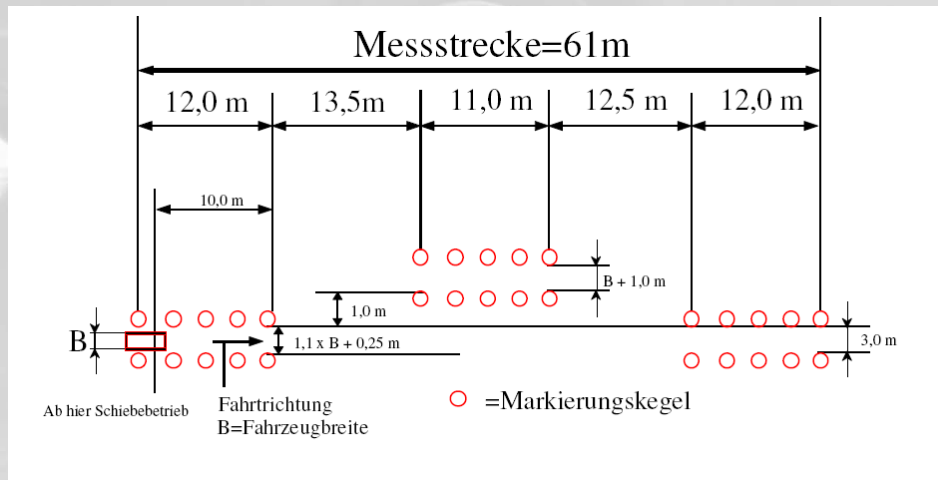 Messstrecke=61m
12,0 m
13,5m
11,0 m
12,5 m
12,0 m
10,0 m
B + 1,0 m
1,0 m
B
1,1 x B + 0,25 m
3,0 m
Ab hier Schiebebetrieb
Fahrtrichtung
B=Fahrzeugbreite
=Markierungskegel